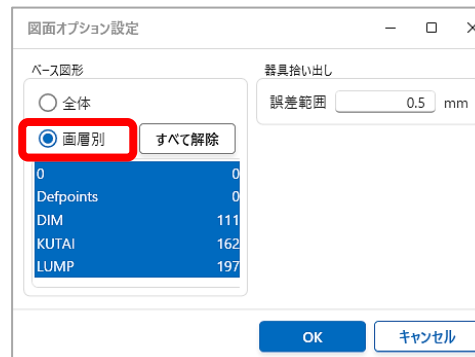 図面オプション設定
ベース図形
全体
画層別
すべて解除
0 0
Defpoints 0
DIM 111
KUTAI 162
LUMP 197
器具拾い出し
誤差範囲 0.5 mm
OK
キャンセル